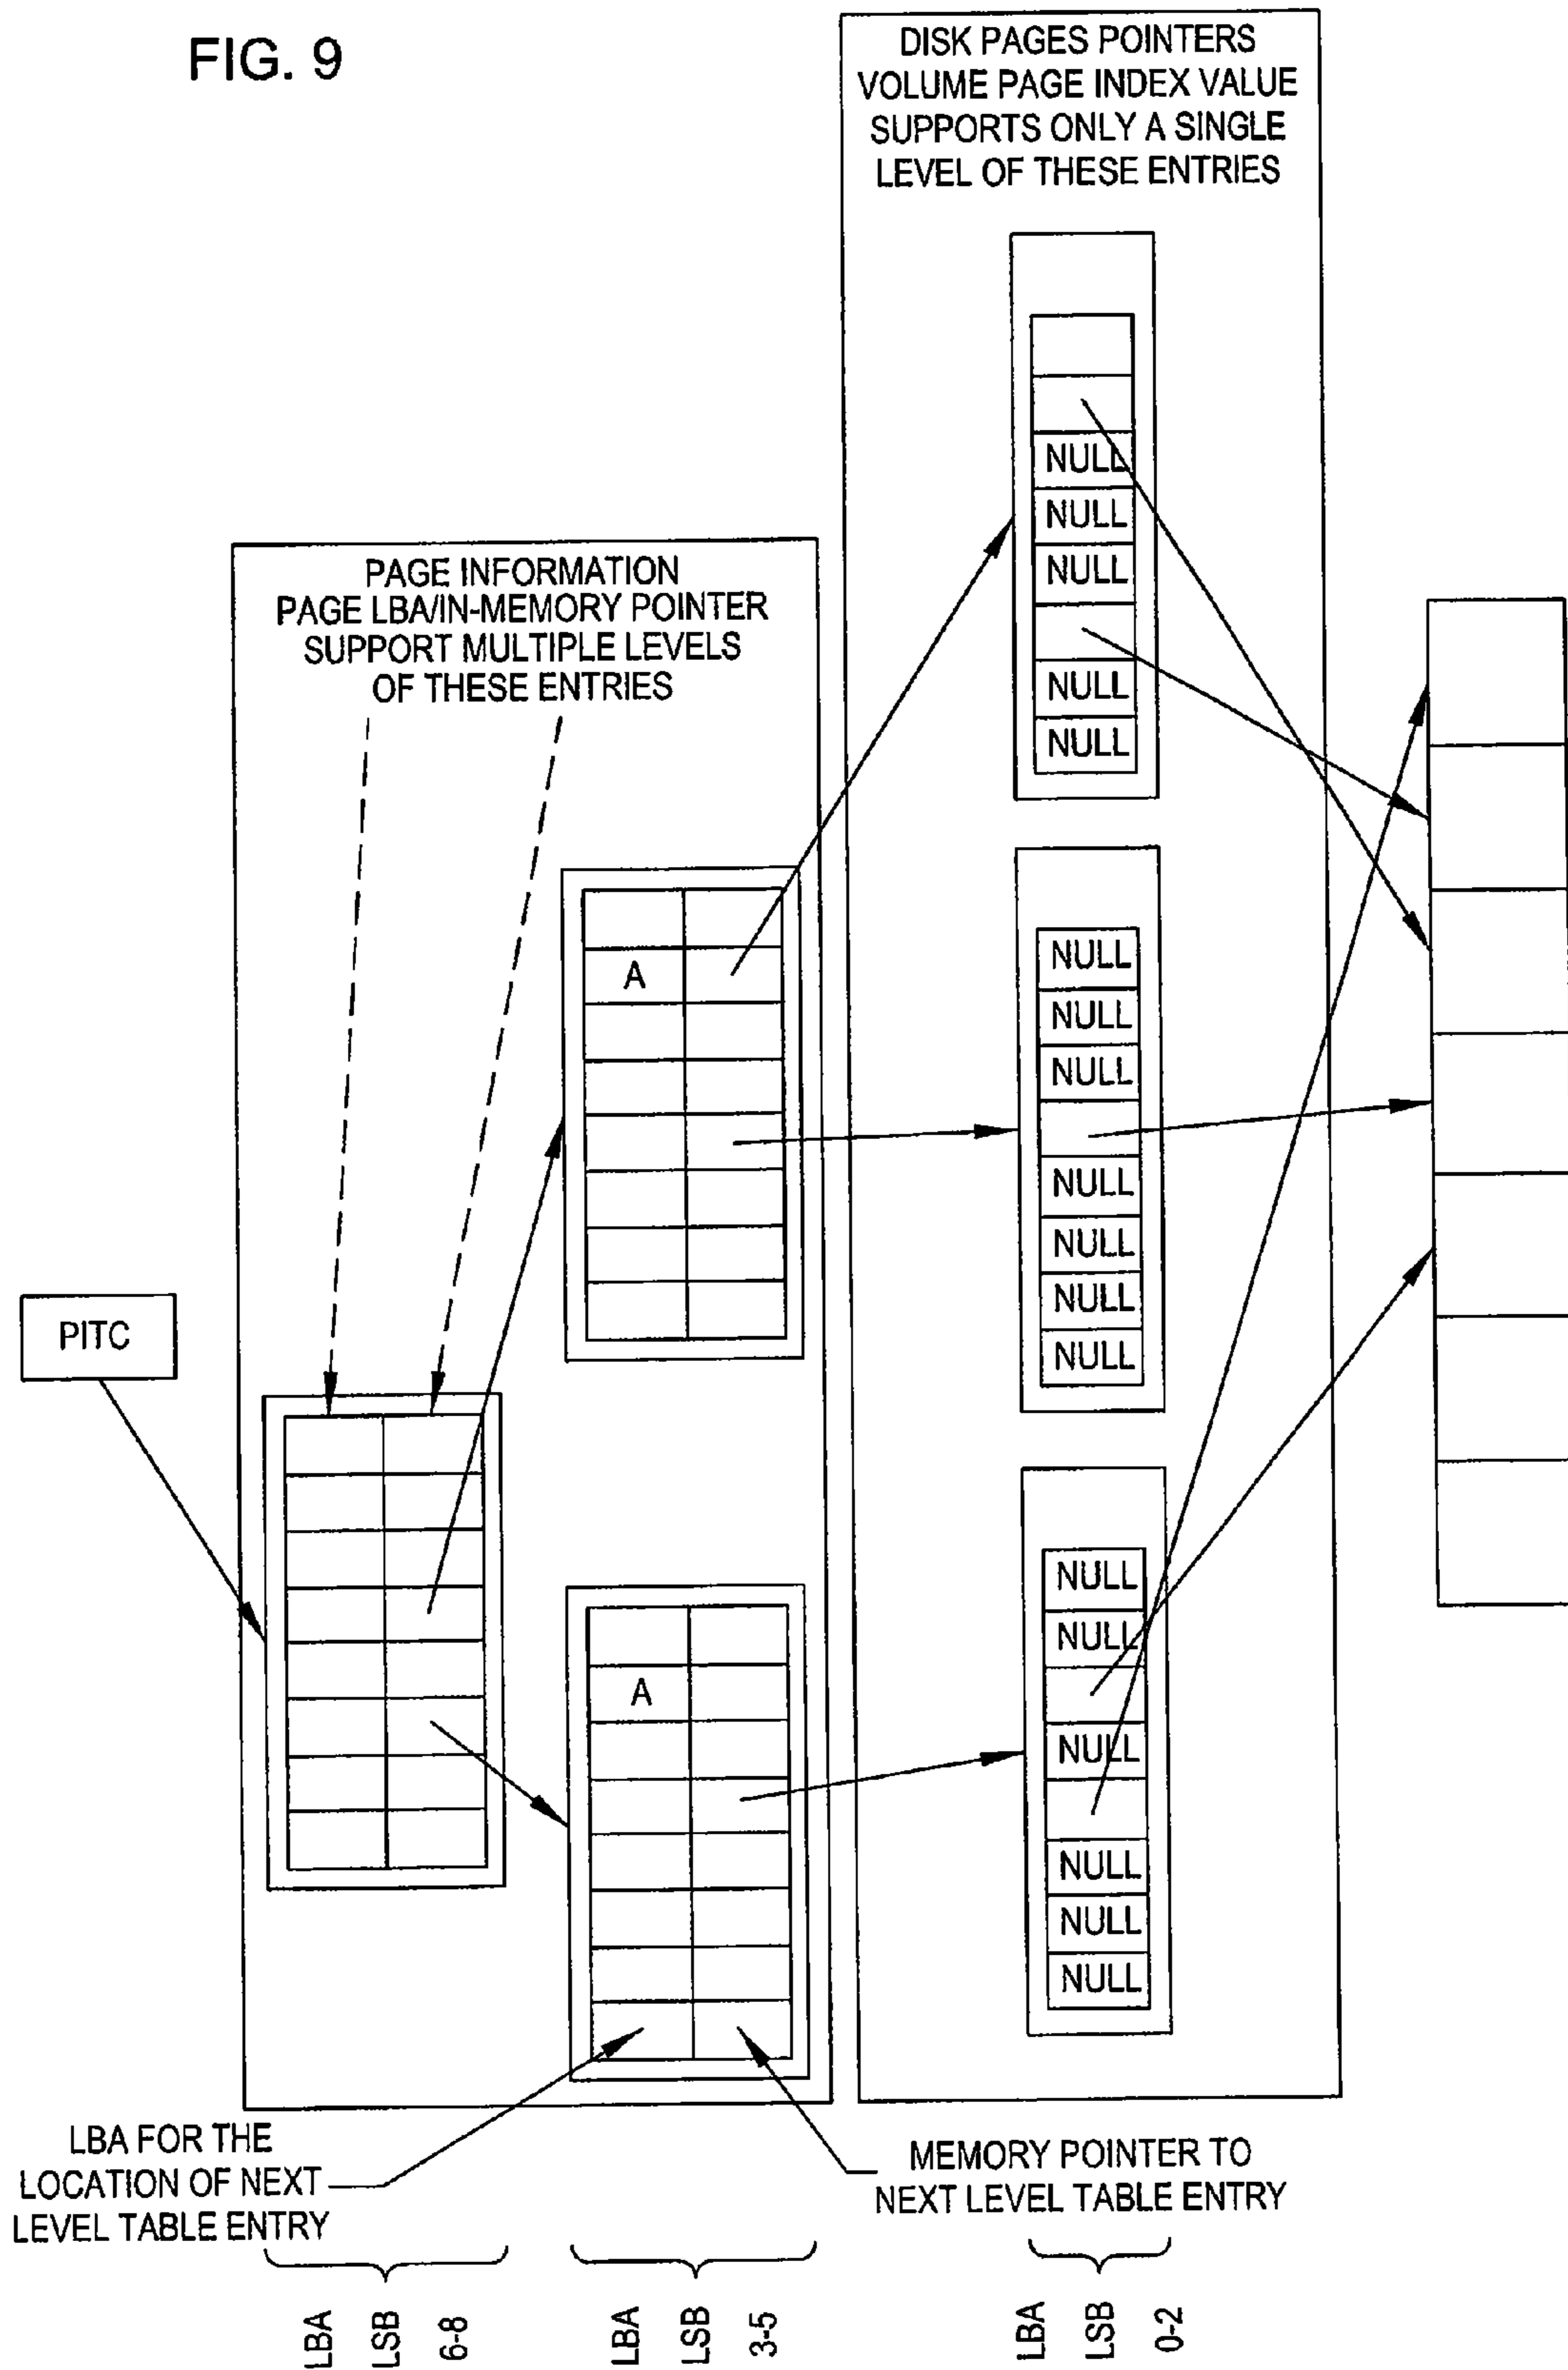 FIG. 9
DISK PAGES POINTERS
VOLUME PAGE INDEX VALUE
SUPPORTS ONLY A SINGLE
LEVEL OF THESE ENTRIES
NULL
NULL
NULL
NULL
NULL
PAGE INFORMATION
PAGE LBA/IN-MEMORY POINTER
SUPPORT MULTIPLE LEVELS
OF THESE ENTRIES
A
NULL
NULL
NULL
NULL
NULL
NULL
NULL
PITC
A
NULL
NULL
NULL
NULL
NULL
NULL
LBA FOR THE
LOCATION OF NEXT
LEVEL TABLE ENTRY
MEMORY POINTER TO
NEXT LEVEL TABLE ENTRY
LBA
LSB
6-8
LBA
LSB
3-5
LBA
LSB
0-2